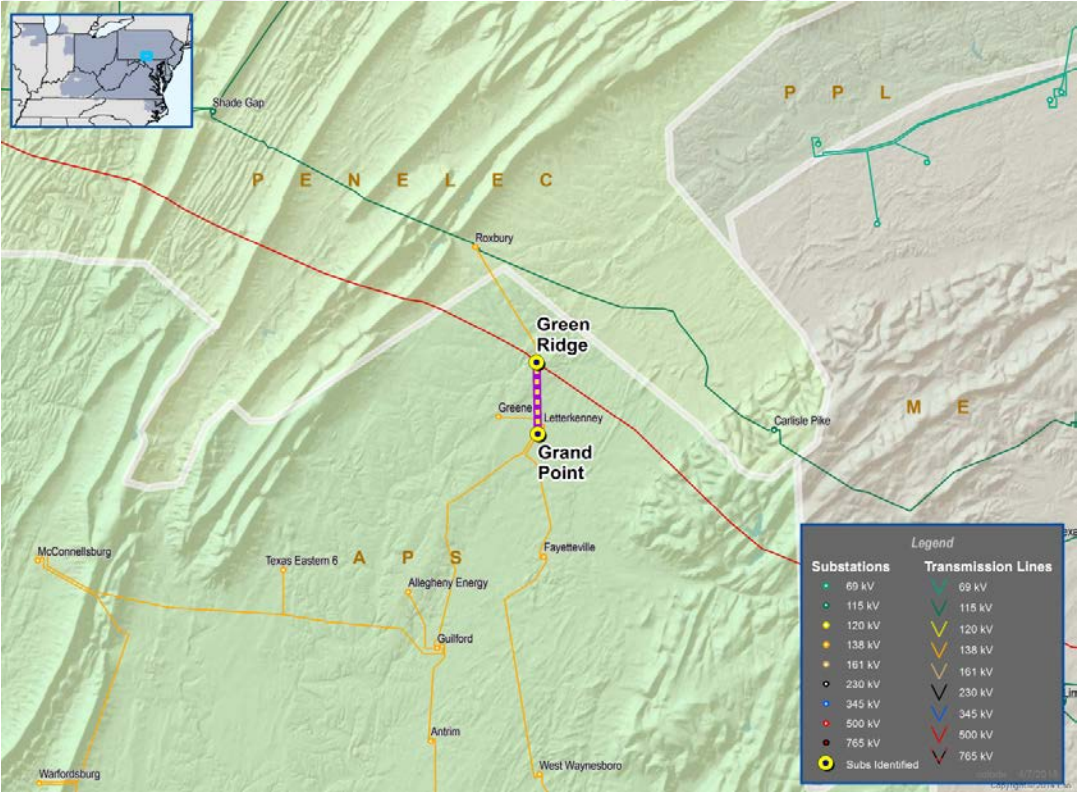 Shade Gap
P P L
P E N E L E C
Roxbury
Green
Ridge
Greene
Letterkenney
Carlisle Pike
M E
Grand
Point
McConnellsburg
Texas Eastern 6
A P S
Fayetteville
Allegheny Energy
Guilford
Antrim
Warfordsburg
West Waynesboro
Legend
Substations
Transmission Lines
69 kV
69 kV
115 kV
115 kV
120 kV
120 kV
138 kV
138 kV
161 kV
161 kV
230 kV
230 kV
345 kV
345 kV
500 kV
500 kV
765 kV
765 kV
Subs Identified